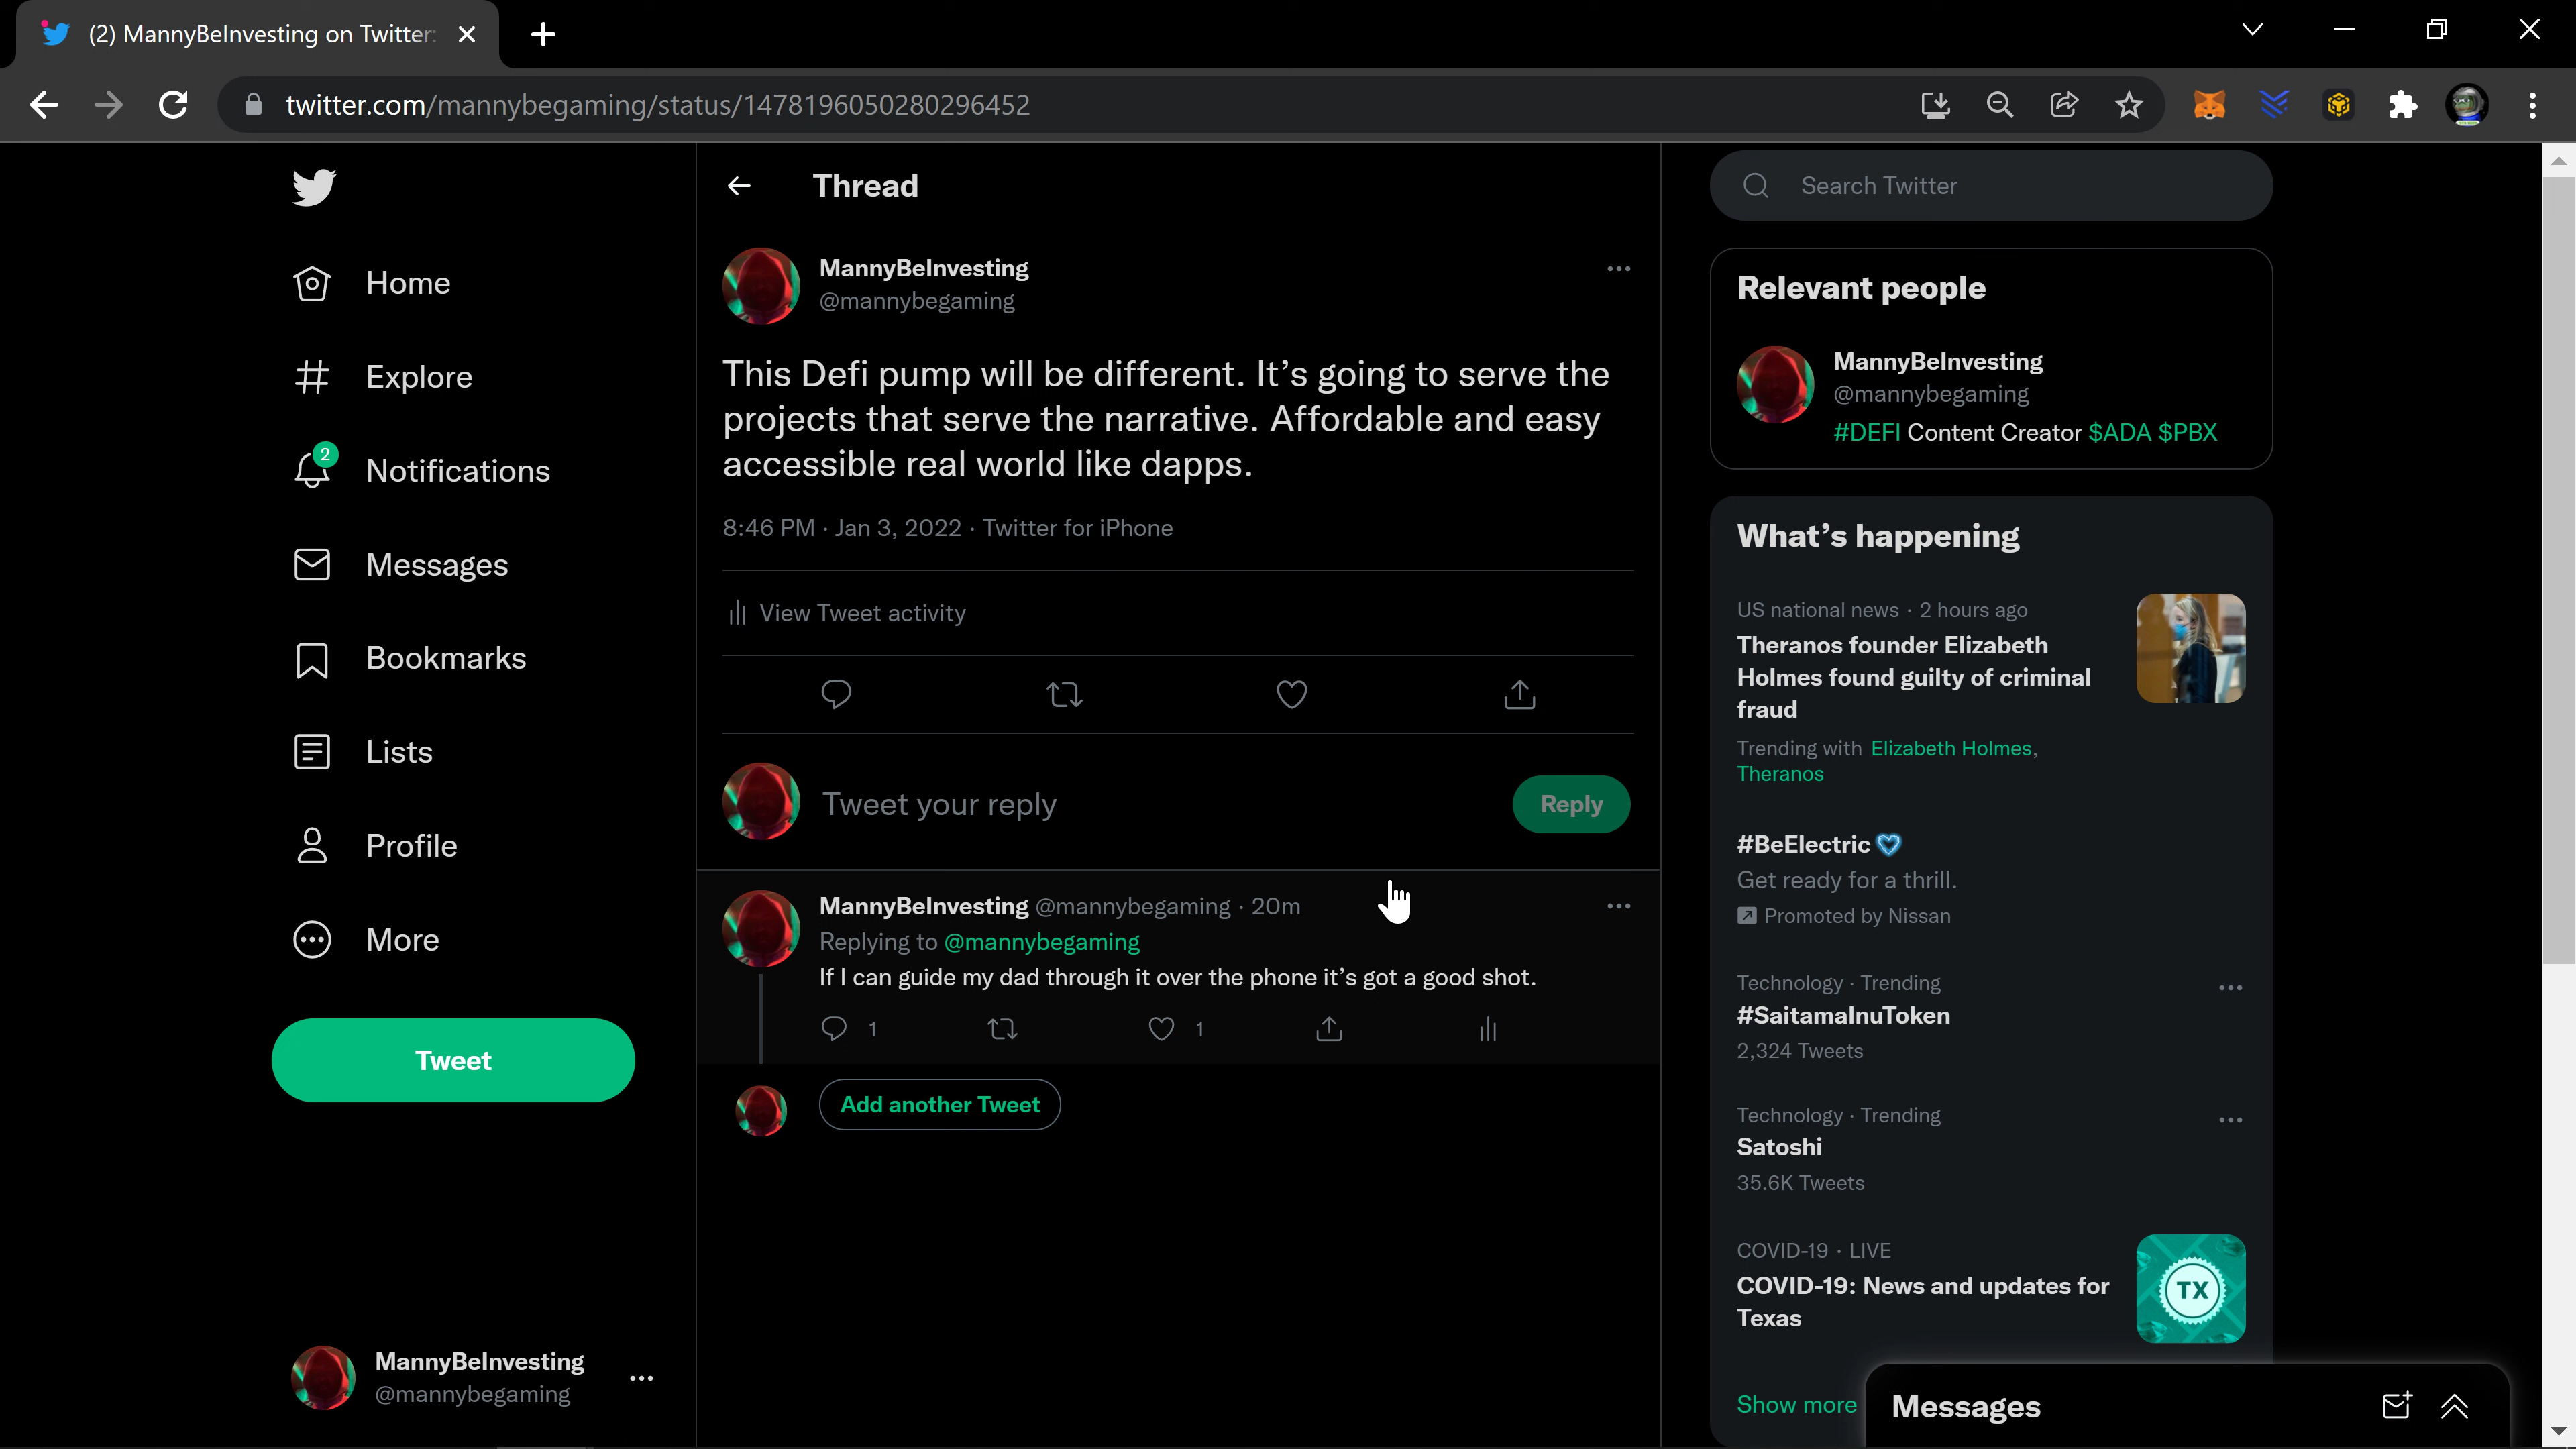 (2) MannyBeInvesting on Twitter:
twitter.com/mannybegaming/status/1478196050280296452
Home
Explore
2
Notifications
Messages
Bookmarks
Lists
Profile
More
Tweet
MannyBeInvesting
@mannybegaming
Thread
MannyBeInvesting
@mannybegaming
This Defi pump will be different. It’s going to serve the
projects that serve the narrative. Affordable and easy
accessible real world like dapps.
8:46 PM · Jan 3, 2022 · Twitter for iPhone
View Tweet activity
Tweet your reply
Reply
MannyBeInvesting @mannybegaming · 20m
Replying to @mannybegaming
If I can guide my dad through it over the phone it’s got a good shot.
1 1
Add another Tweet
Search Twitter
Relevant people
MannyBeInvesting
@mannybegaming
#DEFI Content Creator $ADA $PBX
What’s happening
US national news · 2 hours ago
Theranos founder Elizabeth
Holmes found guilty of criminal
fraud
Trending with Elizabeth Holmes,
Theranos
#BeElectric
Get ready for a thrill.
Promoted by Nissan
Technology · Trending
#SaitamaInuToken
2,324 Tweets
Technology · Trending
Satoshi
35.6K Tweets
COVID-19 · LIVE
COVID-19: News and updates for
Texas
TX
Show more
Messages